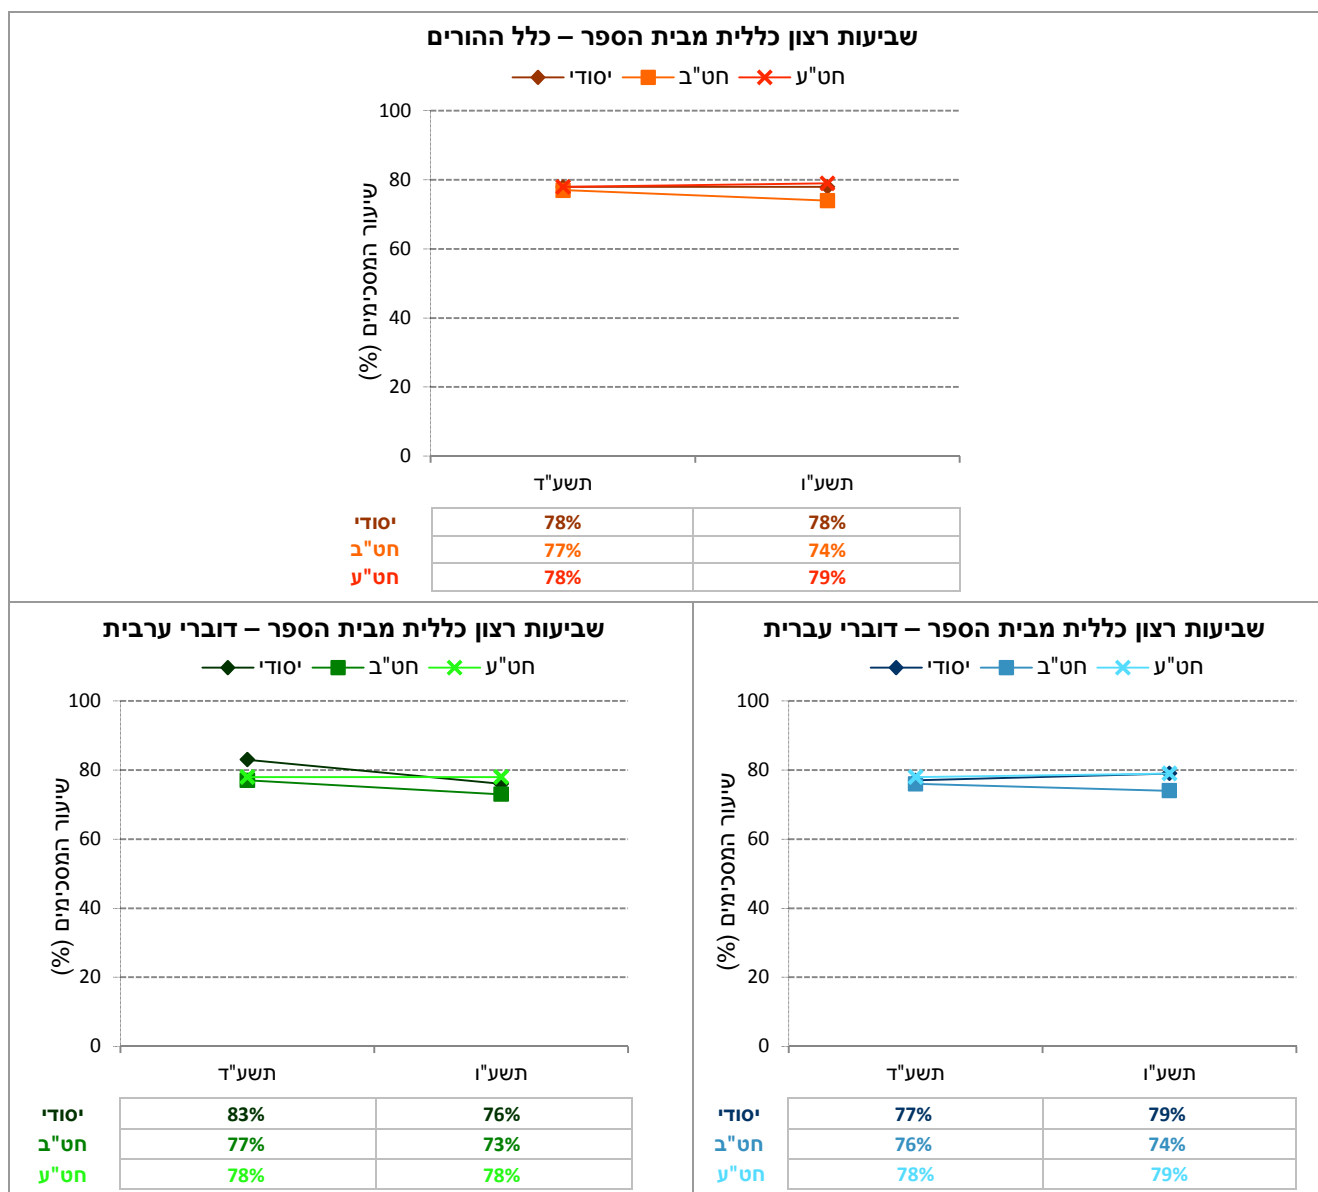 שביעות רצון כללית מבית הספר – כלל ההורים
יסודי חט"ב חט"ע
שיעור המסכימים (%)
100
80
60
40
20
0
תשע"ד תשע"ו
יסודי 78% 78%
חט"ב 77% 74%
חט"ע 78% 79%
שביעות רצון כללית מבית הספר – דוברי עברית
יסודי חט"ב חט"ע
שיעור המסכימים (%)
100
80
60
40
20
0
תשע"ד תשע"ו
יסודי 77% 79%
חט"ב 76% 74%
חט"ע 78% 79%
שביעות רצון כללית מבית הספר – דוברי ערבית
יסודי חט"ב חט"ע
שיעור המסכימים (%)
100
80
60
40
20
0
תשע"ד תשע"ו
יסודי 83% 76%
חט"ב 77% 73%
חט"ע 78% 78%